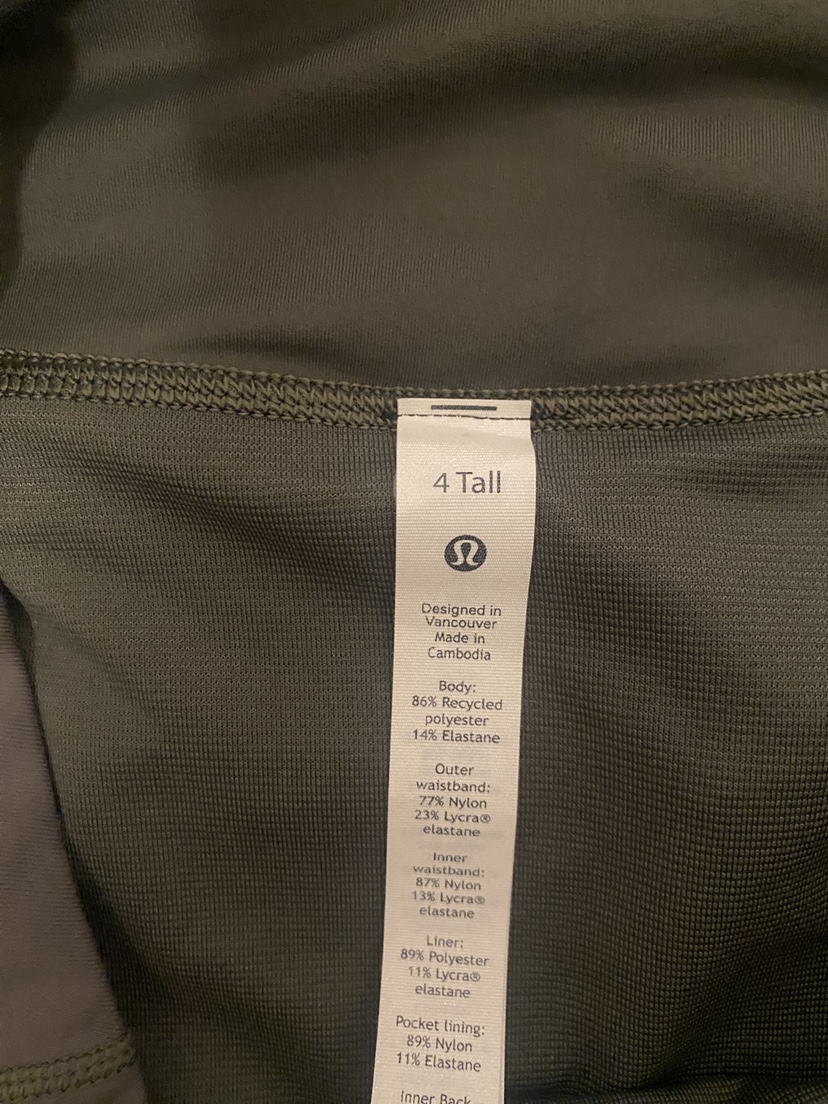 4 Tall
Designed in
Vancouver
Made in
Cambodia
Body:
86% Recycled
polyester
14% Elastane
Outer
waistband:
77% Nylon
23% Lycra®
elastane
Inner
waistband:
87% Nylon
13% Lycra®
elastane
Liner:
89% Polyester
11% Lycra®
elastane
Pocket lining:
89% Nylon
11% Elastane
Inner Back